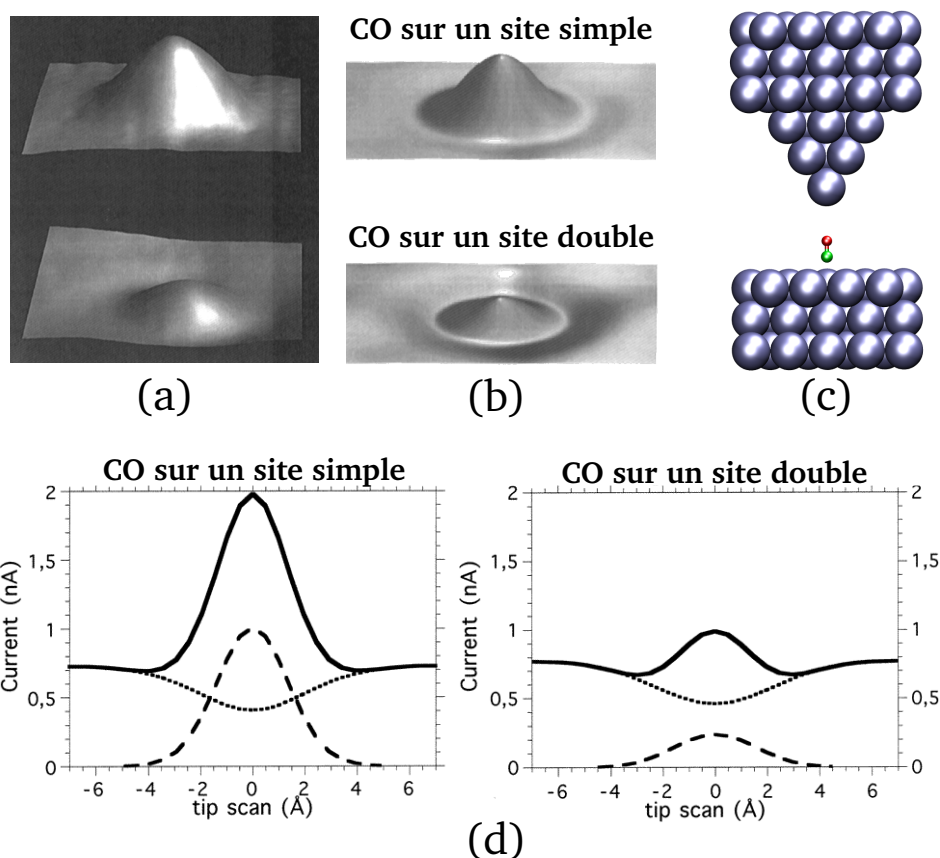 CO sur un site simple
CO sur un site double
(a)
(b)
(c)
CO sur un site simple
2
1,5
1
0,5
0
Current (nA)
-6 -4 -2 0 2 4 6
tip scan (Å)
CO sur un site double
2
1,5
1
0,5
0
Current (nA)
2
1,5
1
0,5
0
-6 -4 -2 0 2 4 6
tip scan (Å)
(d)